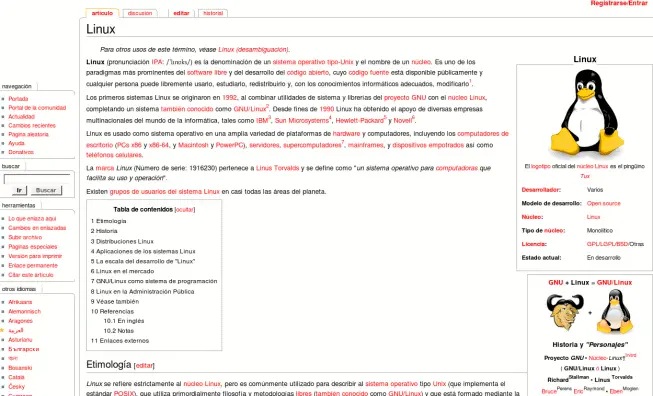 Registrarse/Entrar
artículo discusión editar historial
Linux
Para otros usos de este término, véase Linux (desambiguación).
Linux (pronunciación IPA: /ˈlɪnʊks/) es la denominación de un sistema operativo tipo-Unix y el nombre de un núcleo. Es uno de los
paradigmas más prominentes del software libre y del desarrollo del código abierto, cuyo código fuente está disponible públicamente y
cualquier persona puede libremente usarlo, estudiarlo, redistribuirlo y, con los conocimientos informáticos adecuados, modificarlo1.
Los primeros sistemas Linux se originaron en 1992, al combinar utilidades de sistema y librerías del proyecto GNU con el núcleo Linux,
completando un sistema también conocido como GNU/Linux2. Desde fines de 1990 Linux ha obtenido el apoyo de diversas empresas
multinacionales del mundo de la informática, tales como IBM3, Sun Microsystems4, Hewlett-Packard5 y Novell6.
Linux es usado como sistema operativo en una amplia variedad de plataformas de hardware y computadores, incluyendo los computadores de
escritorio (PCs x86 y x86-64, y Macintosh y PowerPC), servidores, supercomputadores7, mainframes, y dispositivos empotrados así como
teléfonos celulares.
La marca Linux (Número de serie: 1916230) pertenece a Linus Torvalds y se define como "un sistema operativo para computadoras que
facilita su uso y operación".
Existen grupos de usuarios del sistema Linux en casi todas las áreas del planeta.
Tabla de contenidos [ocultar]
1 Etimología
2 Historia
3 Distribuciones Linux
4 Aplicaciones de los sistemas Linux
5 La escala del desarrollo de "Linux"
6 Linux en el mercado
7 GNU/Linux como sistema de programación
8 Linux en la Administración Pública
9 Véase también
10 Referencias
10.1 En inglés
10.2 Notas
11 Enlaces externos
Etimología [editar]
Linux se refiere estrictamente al núcleo Linux, pero es comúnmente utilizado para describir al sistema operativo tipo Unix (que implementa el
estándar POSIX), que utiliza primordialmente filosofía y metodologías libres (también conocido como GNU/Linux) y que está formado mediante la
navegación
Portada
Portal de la comunidad
Actualidad
Cambios recientes
Página aleatoria
Ayuda
Donativos
buscar
Ir Buscar
herramientas
Lo que enlaza aquí
Cambios en enlazadas
Subir archivo
Páginas especiales
Versión para imprimir
Enlace permanente
Citar este artículo
otros idiomas
Afrikaans
Alemannisch
Aragonés
العربية
Asturianu
Български
বাংলা
Bosanski
Català
Česky
Linux
El logotipo oficial del núcleo Linux es el pingüino
Tux
Desarrollador: Varios
Modelo de desarrollo: Open source
Núcleo: Linux
Tipo de núcleo: Monolítico
Licencia: GPL/LGPL/BSD/Otras
Estado actual: En desarrollo
GNU + Linux = GNU/Linux
+
Historia y "Personajes"
Proyecto GNU • Núcleo-Linux
( GNU/Linux ó Linux )
Richard Stallman • Linus Torvalds
Bruce Perens Eric Raymond • Eben Moglen